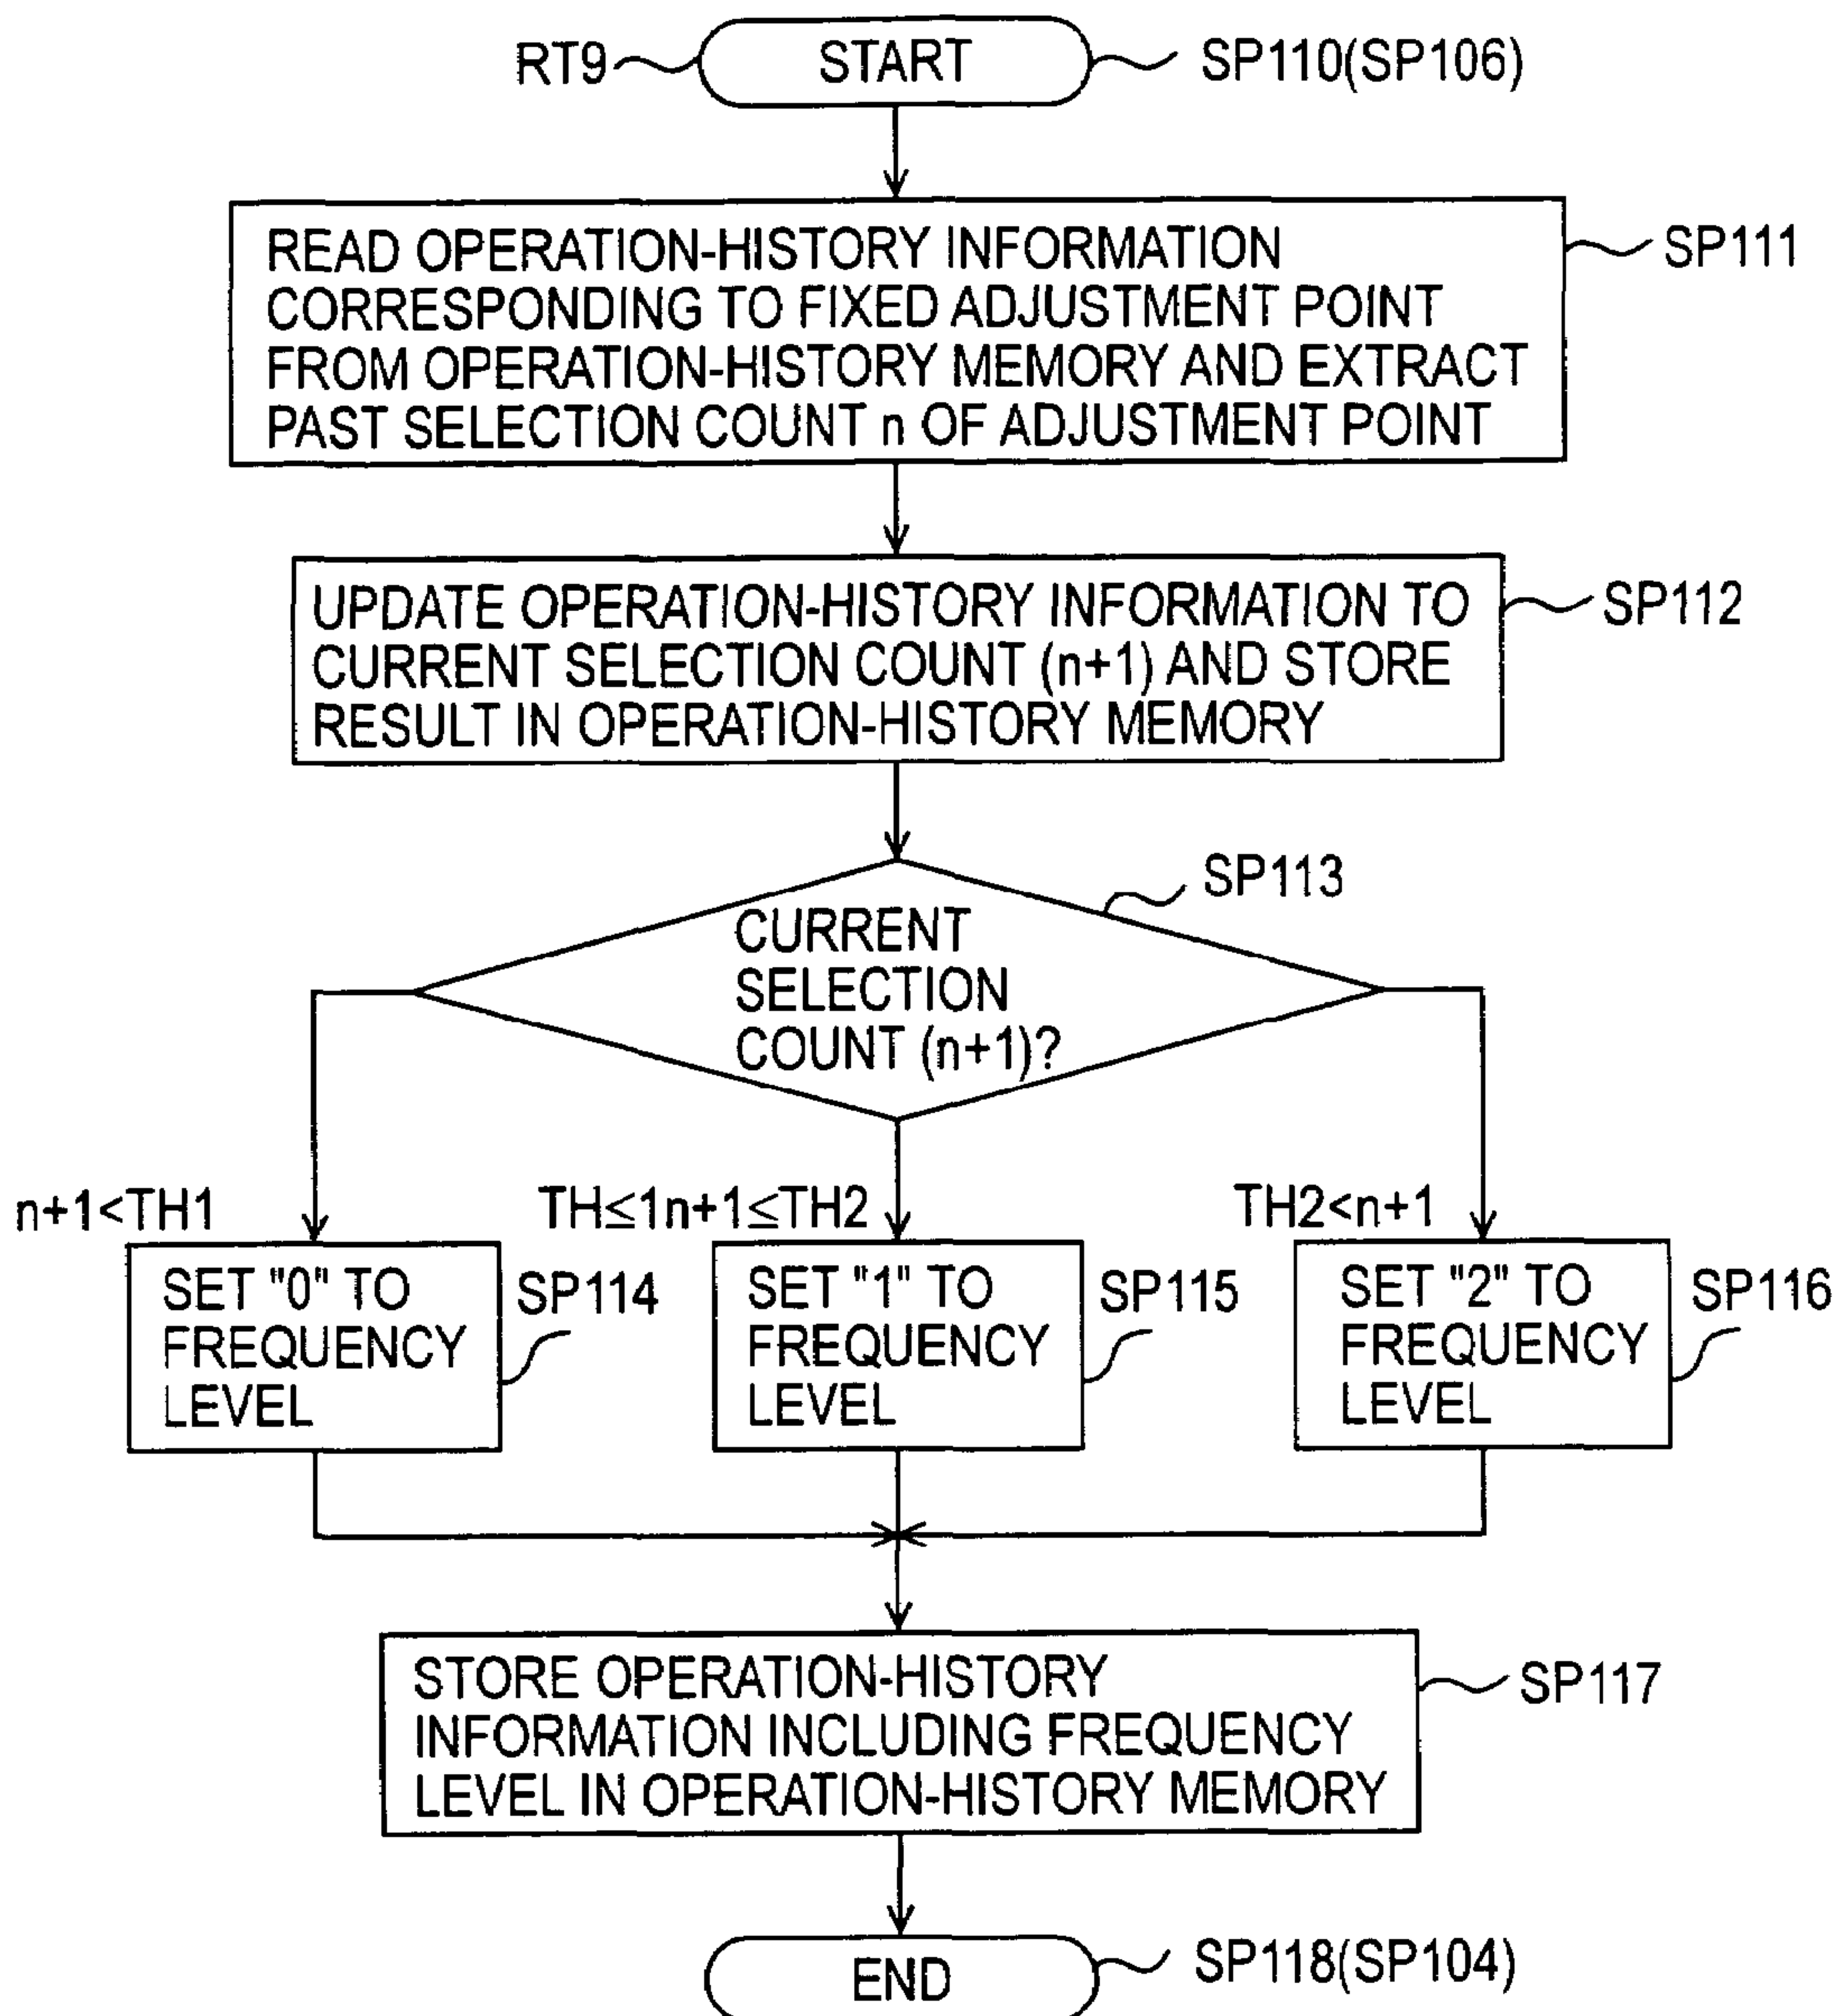 RT9
START
SP110(SP106)
READ OPERATION-HISTORY INFORMATION
CORRESPONDING TO FIXED ADJUSTMENT POINT
FROM OPERATION-HISTORY MEMORY AND EXTRACT
PAST SELECTION COUNT n OF ADJUSTMENT POINT
SP111
UPDATE OPERATION-HISTORY INFORMATION TO
CURRENT SELECTION COUNT (n+1) AND STORE
RESULT IN OPERATION-HISTORY MEMORY
SP112
SP113
CURRENT
SELECTION
COUNT (n+1)?
n+1<TH1
TH≤1n+1≤TH2
TH2<n+1
SET "0" TO
FREQUENCY
LEVEL
SP114
SET "1" TO
FREQUENCY
LEVEL
SP115
SET "2" TO
FREQUENCY
LEVEL
SP116
STORE OPERATION-HISTORY
INFORMATION INCLUDING FREQUENCY
LEVEL IN OPERATION-HISTORY MEMORY
SP117
END
SP118(SP104)